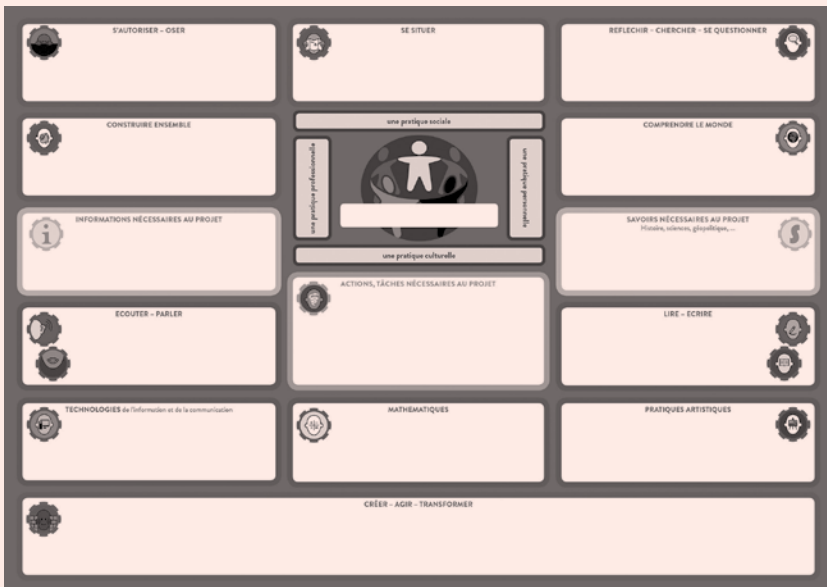 S'AUTORISER – OSER
SE SITUER
REFLECHIR – CHERCHER – SE QUESTIONNER
CONSTRUIRE ENSEMBLE
une pratique sociale
une pratique professionnelle
une pratique personnelle
une pratique culturelle
COMPRENDRE LE MONDE
INFORMATIONS NÉCESSAIRES AU PROJET
i
SAVOIRS NÉCESSAIRES AU PROJET
Histoire, sciences, géopolitique, ...
S
ACTIONS, TÂCHES NÉCESSAIRES AU PROJET
ECOUTER – PARLER
LIRE – ECRIRE
TECHNOLOGIES de l'information et de la communication
MATHEMATIQUES
PRATIQUES ARTISTIQUES
CRÉER – AGIR – TRANSFORMER